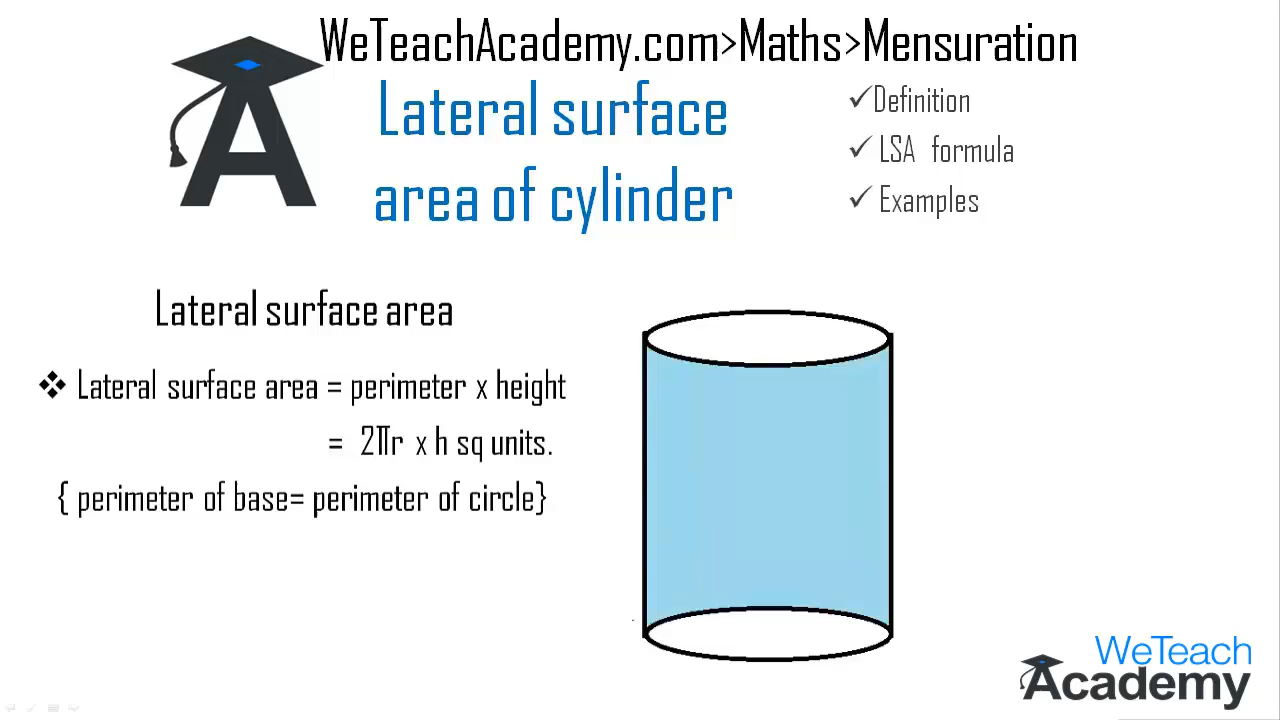 WeTeachAcademy.com>Maths>Mensuration
Lateral surface
area of cylinder
✓Definition
✓ LSA formula
✓ Examples
Lateral surface area
❖ Lateral surface area = perimeter x height
= 2πr x h sq units.
{ perimeter of base= perimeter of circle}
WeTeach
Academy